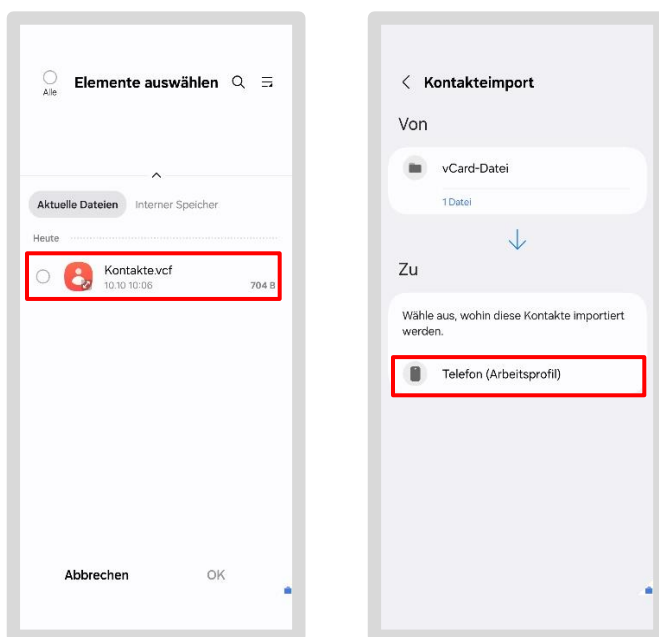 Alle
Elemente auswählen
Aktuelle Dateien
Interner Speicher
Heute
Kontakte.vcf
10.10 10:06
704 B
Abbrechen
OK
Kontakteimport
Von
vCard-Datei
1 Datei
Zu
Wähle aus, wohin diese Kontakte importiert
werden.
Telefon (Arbeitsprofil)